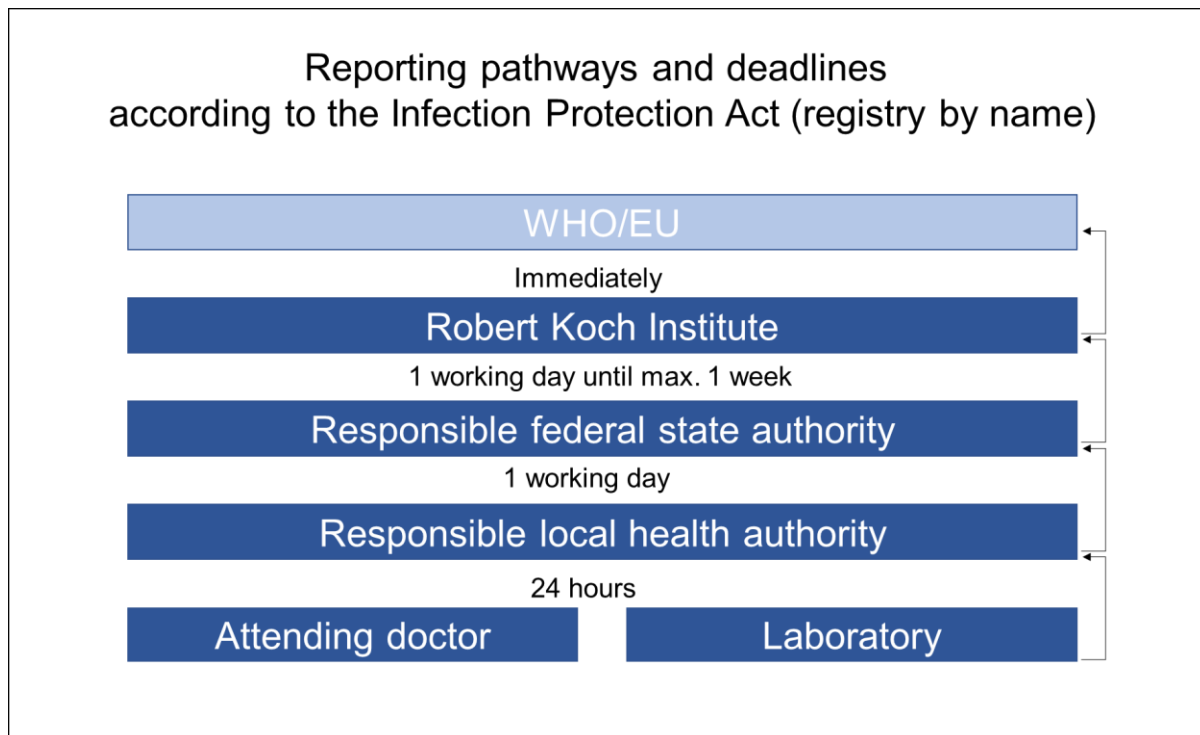 Reporting pathways and deadlines
according to the Infection Protection Act (registry by name)
WHO/EU
Immediately
Robert Koch Institute
1 working day until max. 1 week
Responsible federal state authority
1 working day
Responsible local health authority
24 hours
Attending doctor
Laboratory